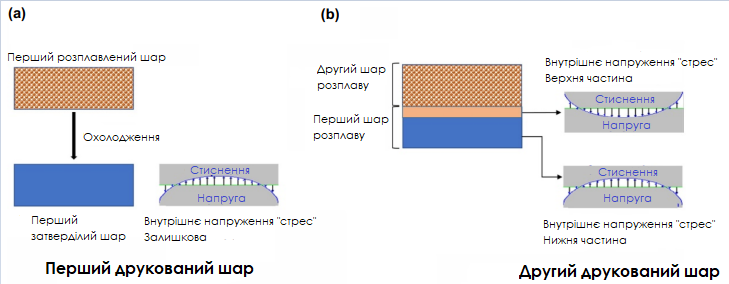 (a)
Перший розплавлений шар
Охолодження
Стиснення
Напруга
Перший
затверділий шар
Внутрішнє напруження "стрес"
Залишкова
Перший друкований шар
(b)
Другий шар
розплаву
Перший шар
розплаву
Внутрішнє напруження "стрес"
Верхня частина
Стиснення
Напруга
Стиснення
Напруга
Внутрішнє напруження "стрес"
Нижня частина
Другий друкований шар